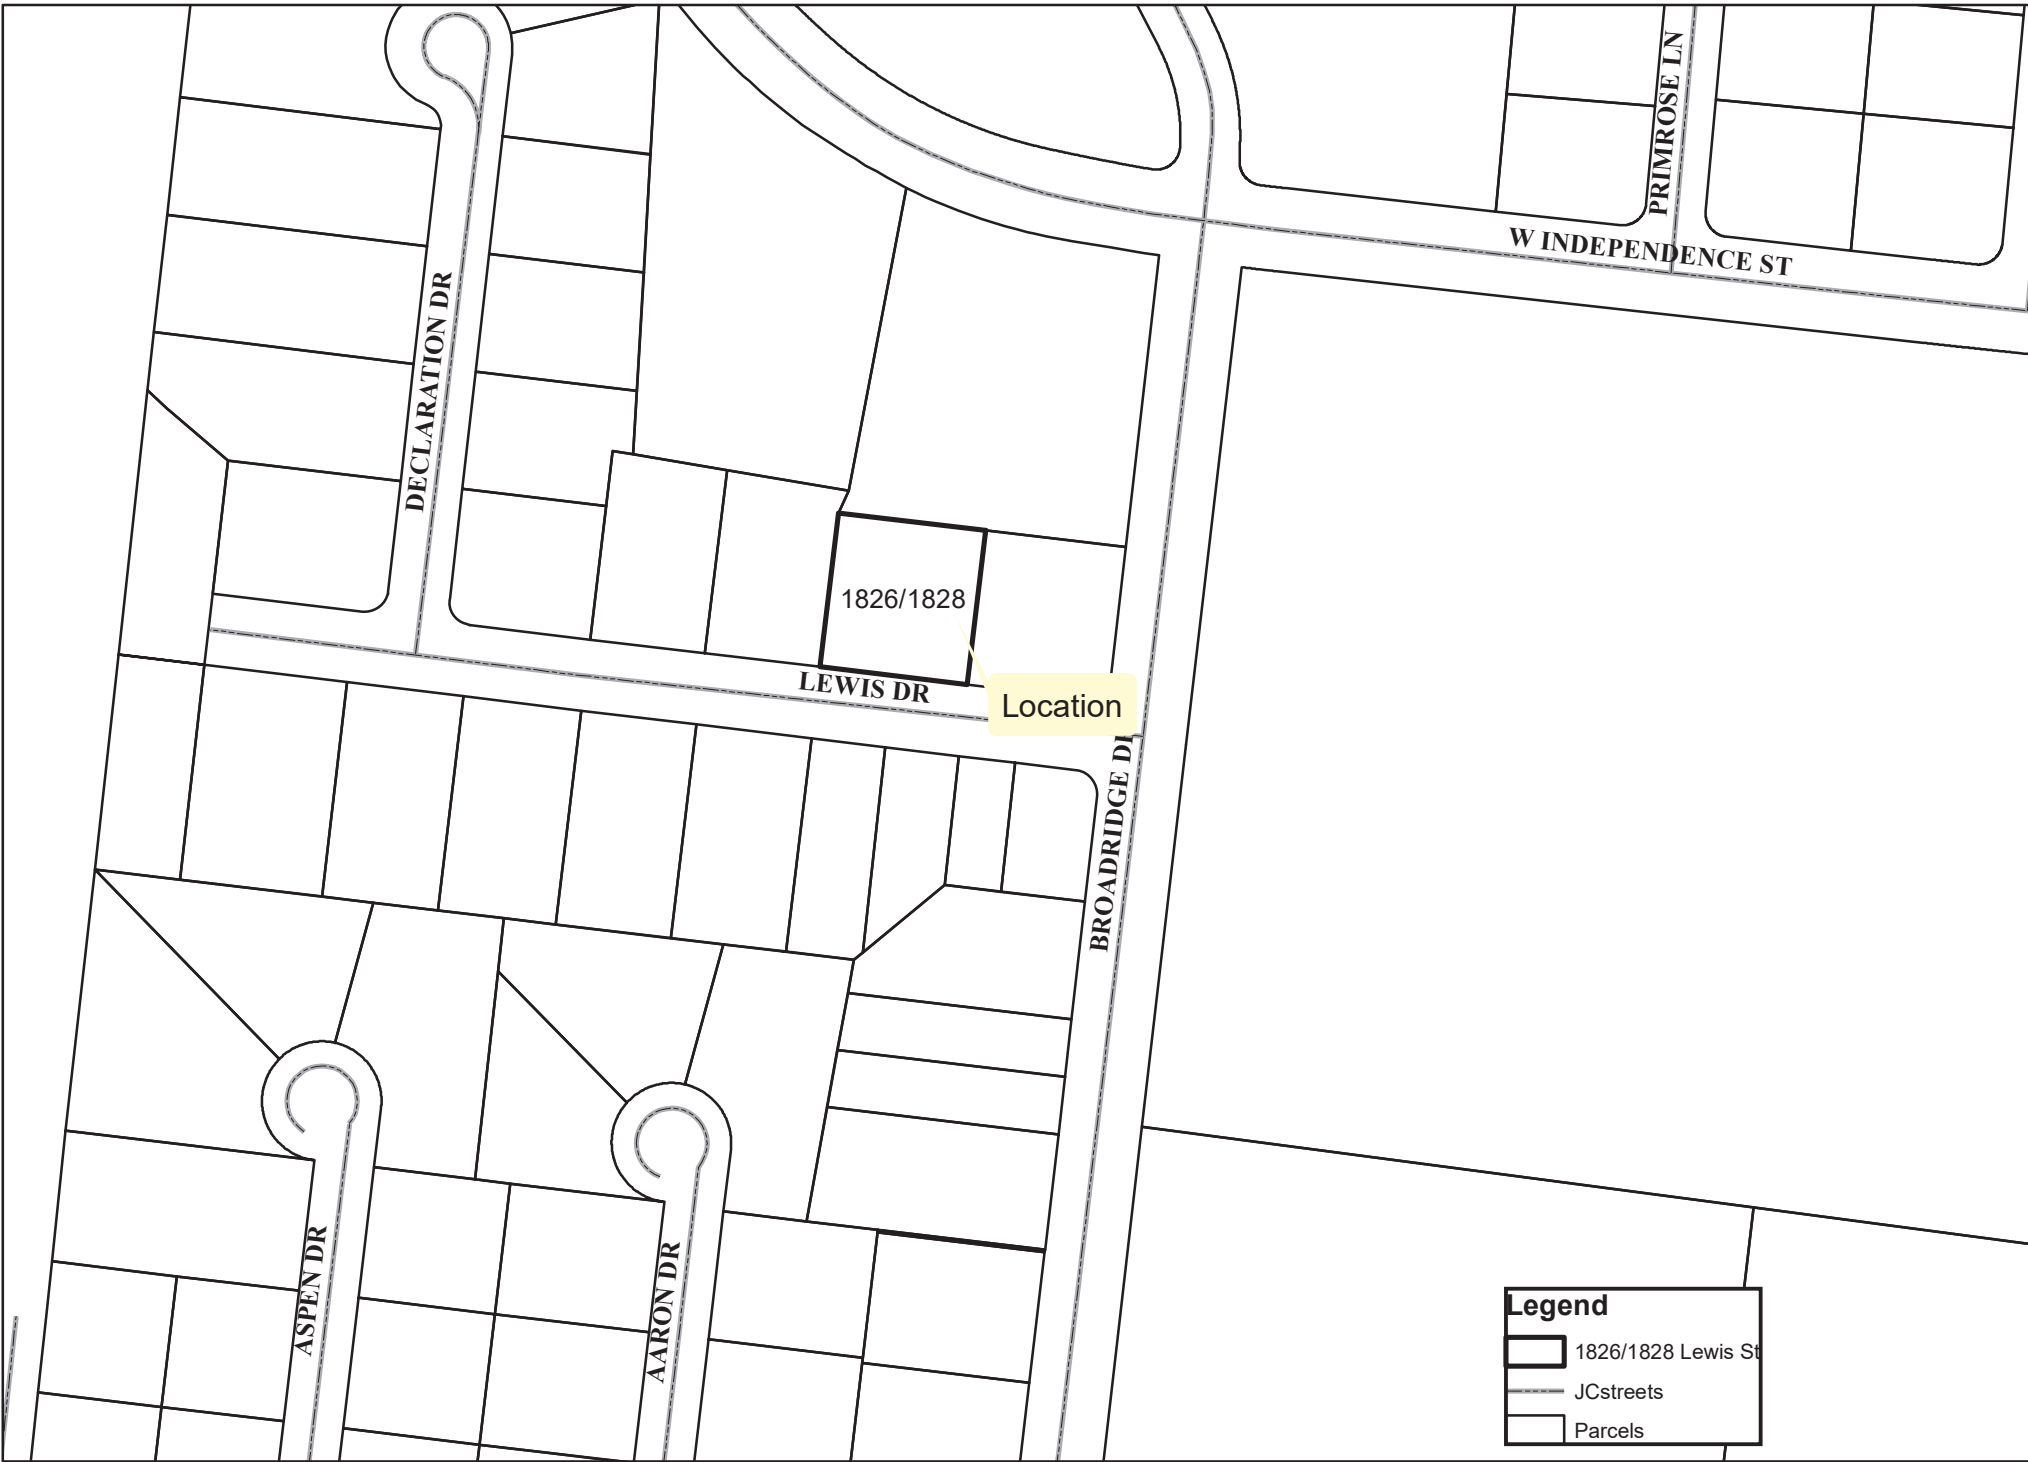 PRIMROSE LN
W INDEPENDENCE ST
DECLARATION DR
1826/1828
LEWIS DR
Location
BROADRIDGE DR
ASPEN DR
AARON DR
Legend
1826/1828 Lewis St
JCstreets
Parcels